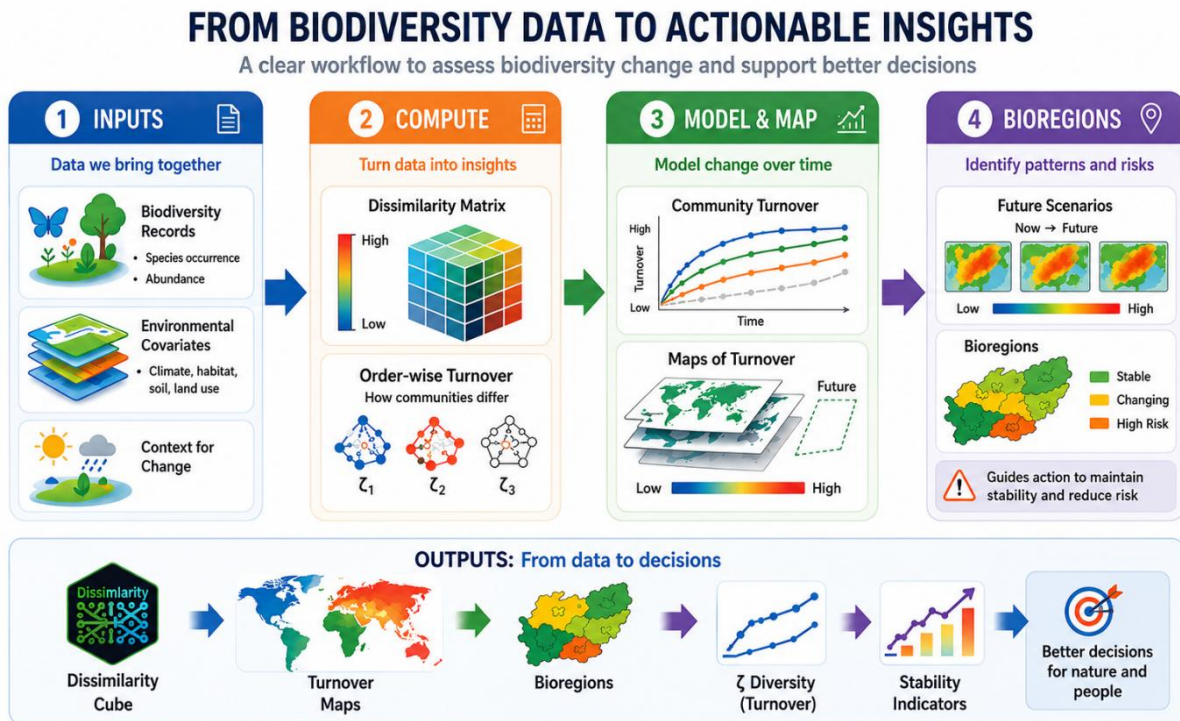 FROM BIODIVERSITY DATA TO ACTIONABLE INSIGHTS
A clear workflow to assess biodiversity change and support better decisions
1 INPUTS
Data we bring together
Biodiversity
Records
• Species occurrence
• Abundance
Environmental
Covariates
• Climate, habitat,
soil, land use
Context for
Change
2 COMPUTE
Turn data into insights
Dissimilarity Matrix
High
Low
Order-wise Turnover
How communities differ
ζ1
ζ2
ζ3
3 MODEL & MAP
Model change over time
Community Turnover
High
Turnover
Low
Time
Maps of Turnover
Future
Low
High
4 BIOREGIONS
Identify patterns and risks
Future Scenarios
Now → Future
Low
High
Bioregions
Stable
Changing
High Risk
Guides action to maintain
stability and reduce risk
OUTPUTS: From data to decisions
Dissimlarity
Dissimilarity
Cube
Turnover
Maps
Bioregions
ζ Diversity
(Turnover)
Stability
Indicators
Better decisions
for nature and
people